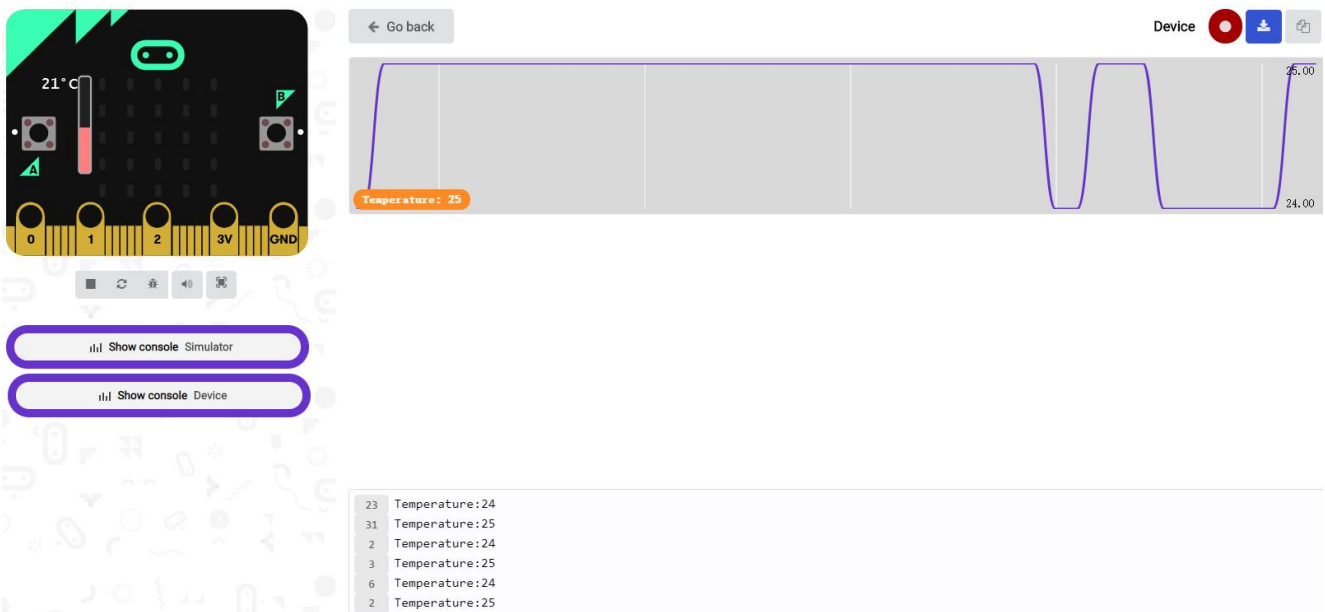 21°C
B
A
0 1 2 3V GND
Show console Simulator
Show console Device
Go back
Device
25.00
Temperature: 25
24.00
23 Temperature:24
31 Temperature:25
2 Temperature:24
3 Temperature:25
6 Temperature:24
2 Temperature:25